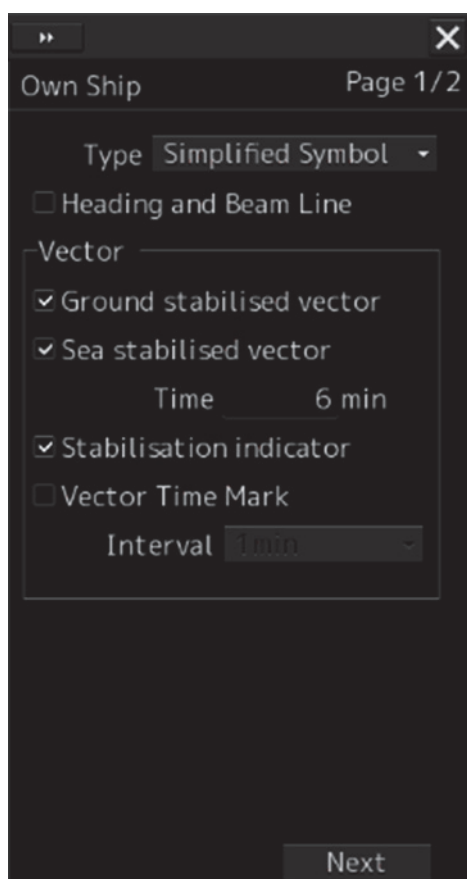 Own Ship Page 1/2
Type Simplified Symbol
Heading and Beam Line
Vector
Ground stabilised vector
Sea stabilised vector
Time 6 min
Stabilisation indicator
Vector Time Mark
Interval 1min
Next